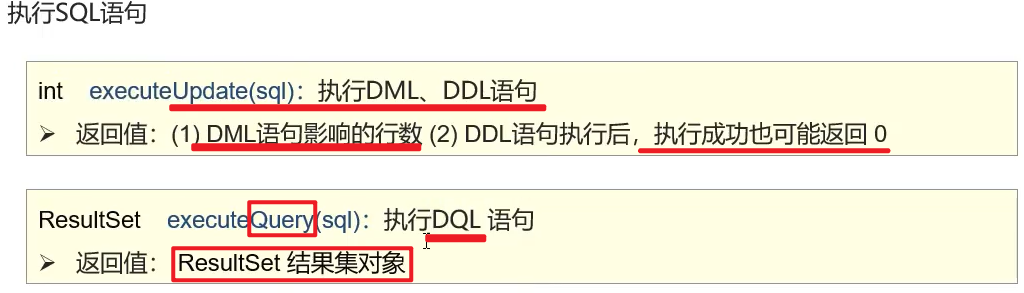 执行SQL语句
int executeUpdate(sql)：执行DML、DDL语句
➢ 返回值：(1) DML语句影响的行数 (2) DDL语句执行后，执行成功也可能返回 0
ResultSet executeQuery(sql)：执行DQL 语句
➢ 返回值： ResultSet 结果集对象